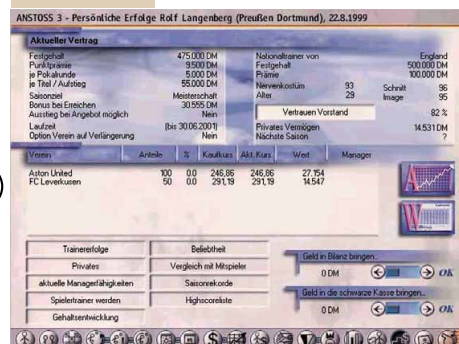 ANSTOSS 3 - Persönliche Erfolge Rolf Langenberg (Preußen Dortmund), 22.8.1999
Aktueller Vertrag
Festgehalt 475.000 DM
Punktprämie 9.500 DM
je Pokalrunde 5.000 DM
je Titel / Aufstieg 55.000 DM
Saisonziel Meisterschaft
Bonus bei Erreichen 30.555 DM
Ausstieg bei Angebot möglich Nein
Laufzeit (bis 30.06.2001)
Option Verein auf Verlängerung Nein
Nationaltrainer von England
Festgehalt 500.000 DM
Prämie 100.000 DM
Nervenkostüm 93 Schnitt 96
Alter 29 Image 95
Vertrauen Vorstand 82 %
Privates Vermögen 14.531 DM
Nächste Saison ?
Verein Anteile % Kaufkurs Akt. Kurs Wert Manager
Aston United 100 0.0 246,86 246,86 27.154
FC Leverkusen 50 0.0 291,19 291,19 14.547
Trainererfolge
Beliebtheit
Privates
Vergleich mit Mitspieler
aktuelle Managerfähigkeiten
Saisonrekorde
Spielertrainer werden
Highscoreliste
Gehaltsentwicklung
Geld in Bilanz bringen...
0 DM OK
Geld in die schwarze Kasse bringen...
0 DM OK